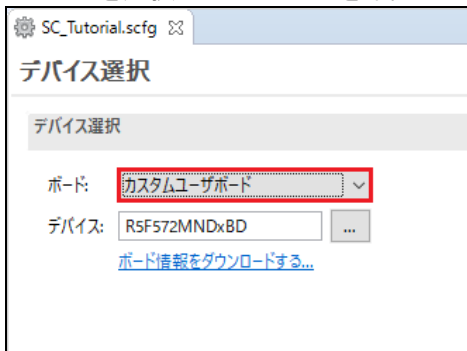 SC_Tutorial.scfg
デバイス選択
デバイス選択
ボード: カスタムユーザボード
デバイス: R5F572MNDxBD ...
ボード情報をダウンロードする...